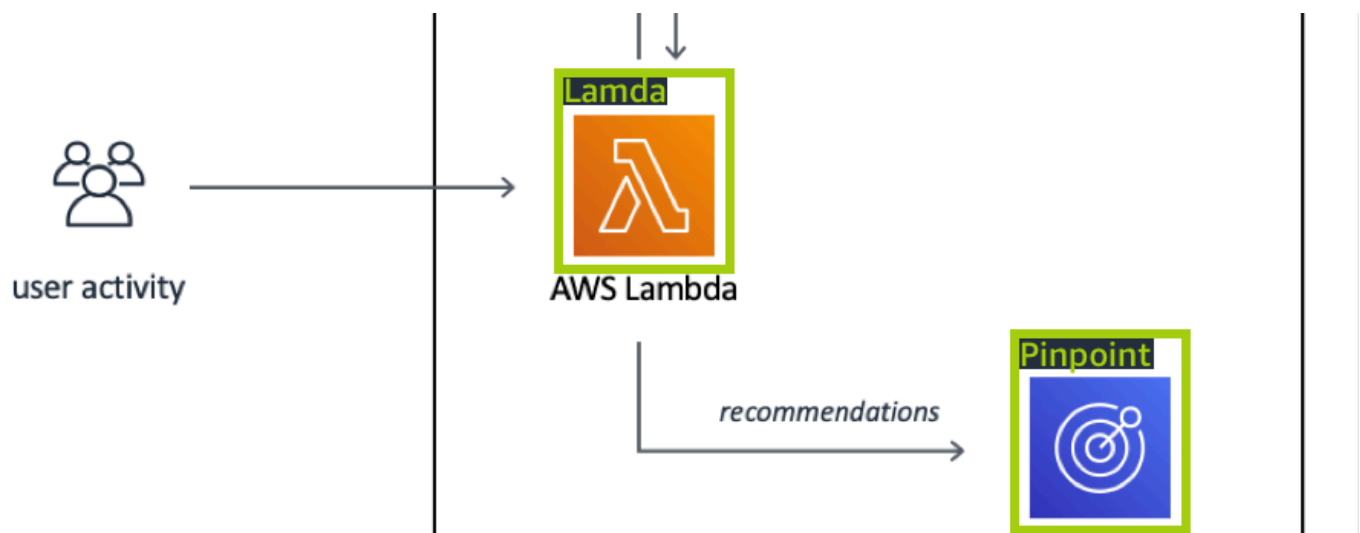 Lamda
user activity
AWS Lambda
Pinpoint
recommendations